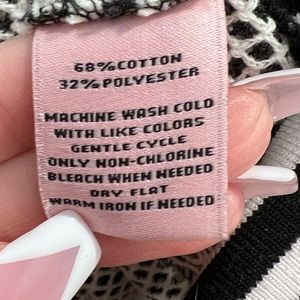 68%COTTON
32%POLYESTER
MACHINE WASH COLD
WITH LIKE COLORS
GENTLE CYCLE
ONLY NON-CHLORINE
BLEACH WHEN NEEDED
DRY FLAT
WARM IRON IF NEEDED